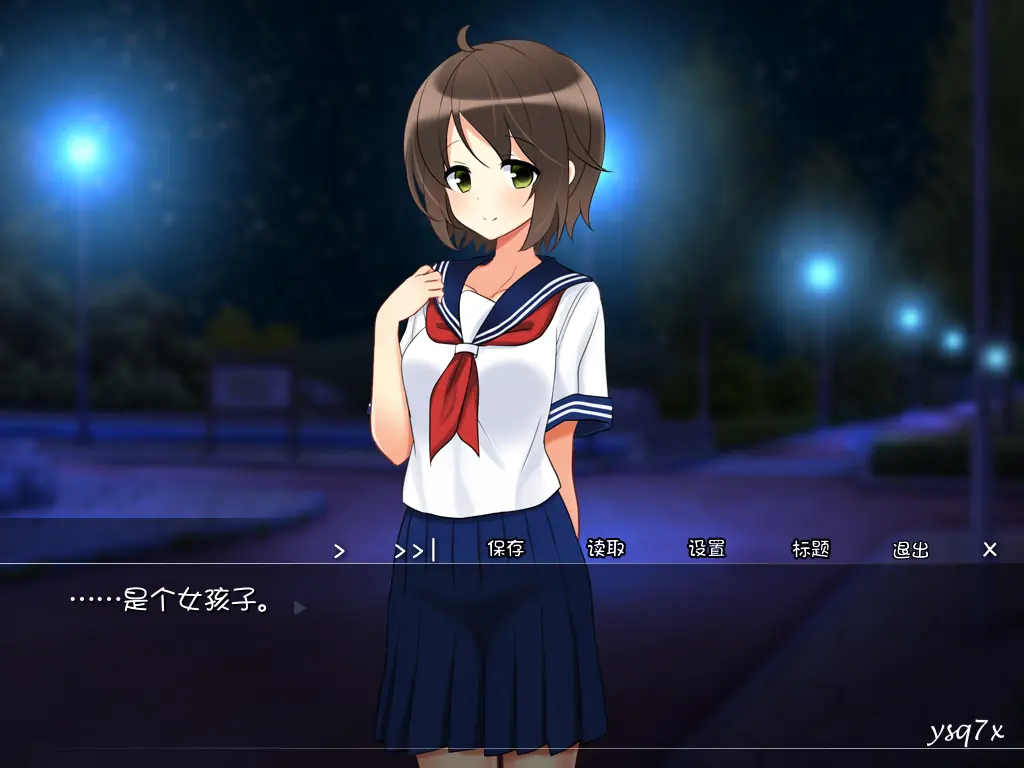 > >>| 保存 读取 设置 标题 退出 ×
……是个女孩子。
ysq7x